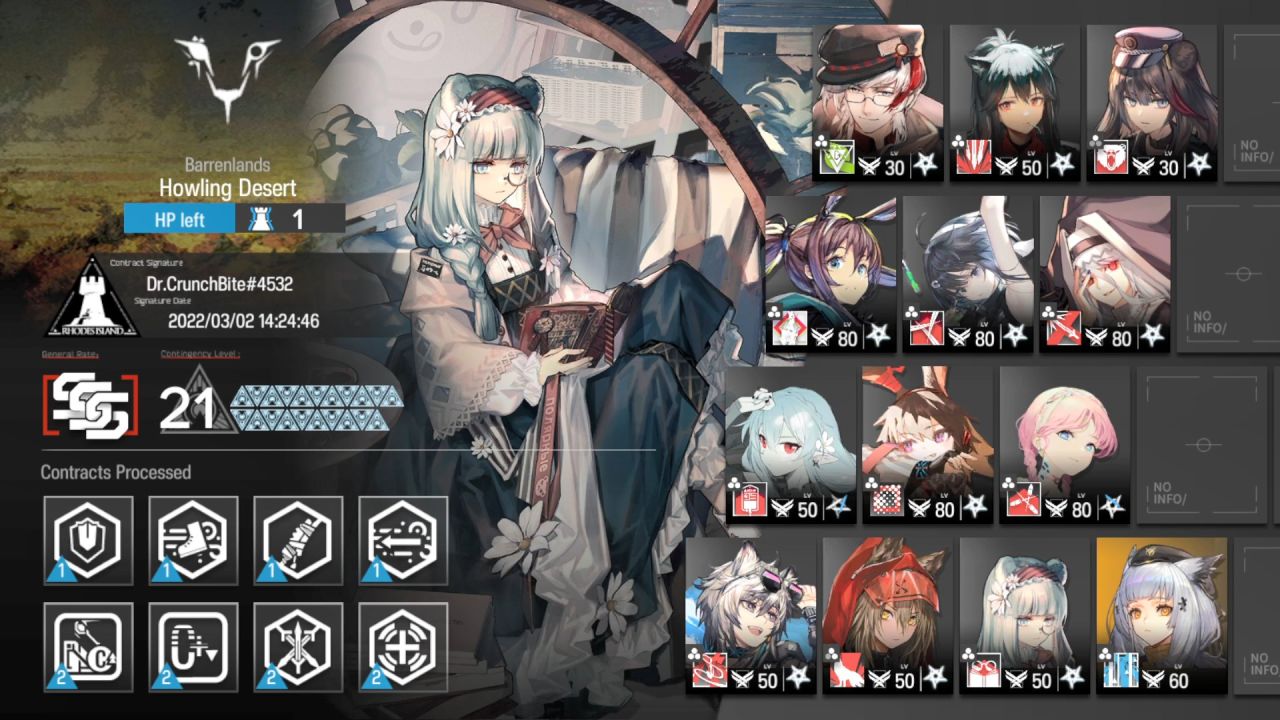 Barrenlands
Howling Desert
HP left 1
Contract Signature
Dr.CrunchBite#4532
Signature Date
2022/03/02 14:24:46
RHODES ISLAND
General Rate:
Contingency Level :
SSS
21
Contracts Processed
1 1 1 1
2 2 2 2
LV 30 LV 50 LV 30 NO INFO/
LV 80 LV 80 LV 80 NO INFO/
LV 50 LV 80 LV 80 NO INFO/
LV 50 LV 50 LV 50 LV 60 NO INFO
ПОЛЯРНЫЕ